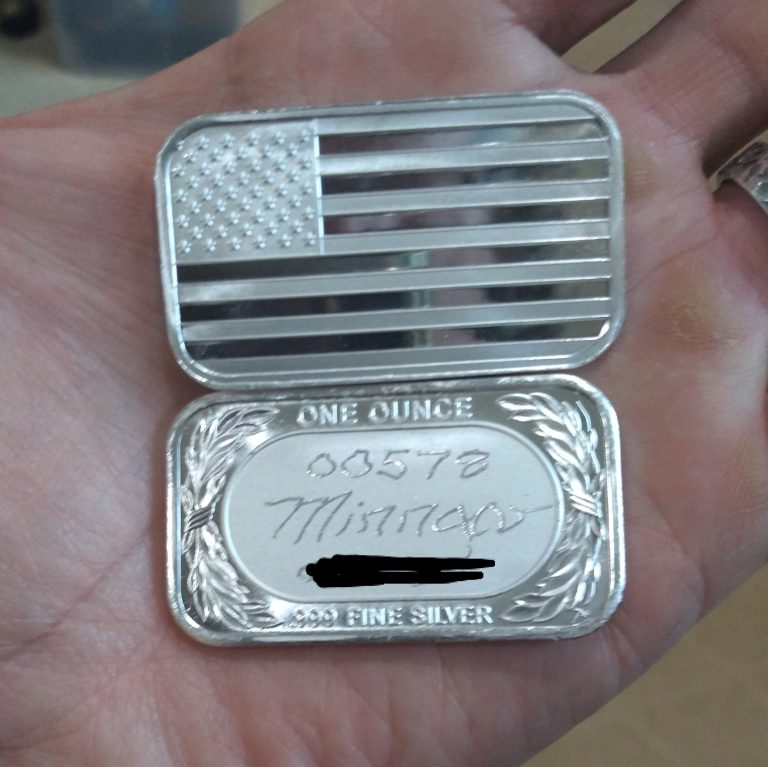 ONE OUNCE
00578
.999 FINE SILVER